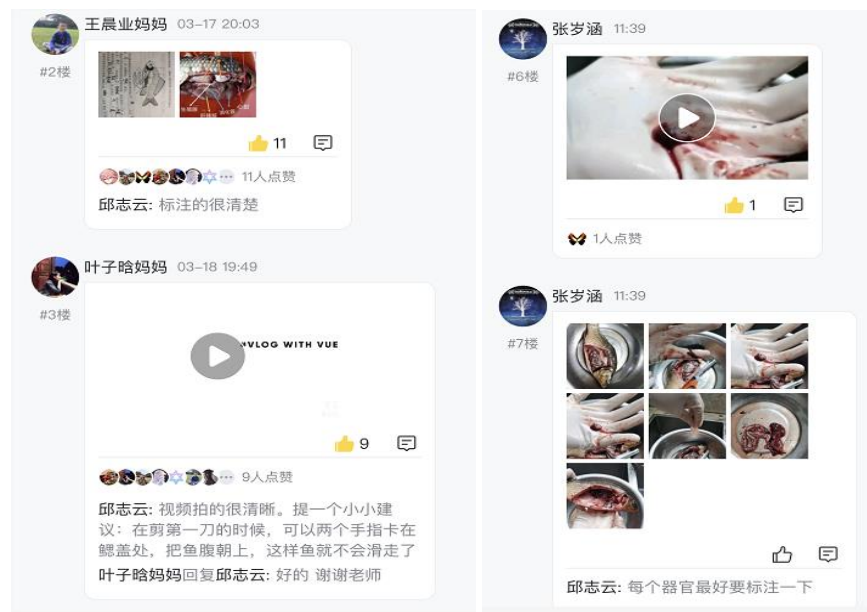 王晨业妈妈 03-17 20:03
#2楼
11
11人点赞
邱志云: 标注的很清楚
叶子晗妈妈 03-18 19:49
#3楼
VLOG WITH VUE
9
9人点赞
邱志云: 视频拍的很清晰。提一个小小建
议：在剪第一刀的时候，可以两个手指卡在
鳃盖处，把鱼腹朝上，这样鱼就不会滑走了
叶子晗妈妈回复邱志云: 好的 谢谢老师
张岁涵 11:39
#6楼
1
1人点赞
张岁涵 11:39
#7楼
邱志云: 每个器官最好要标注一下